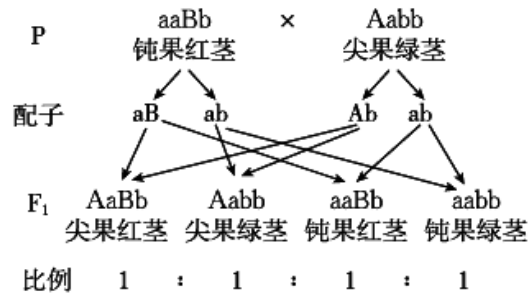 P aaBb × Aabb
钝果红茎 尖果绿茎
配子 aB ab Ab ab
F₁ AaBb Aabb aaBb aabb
尖果红茎 尖果绿茎 钝果红茎 钝果绿茎
比例 1 : 1 : 1 : 1